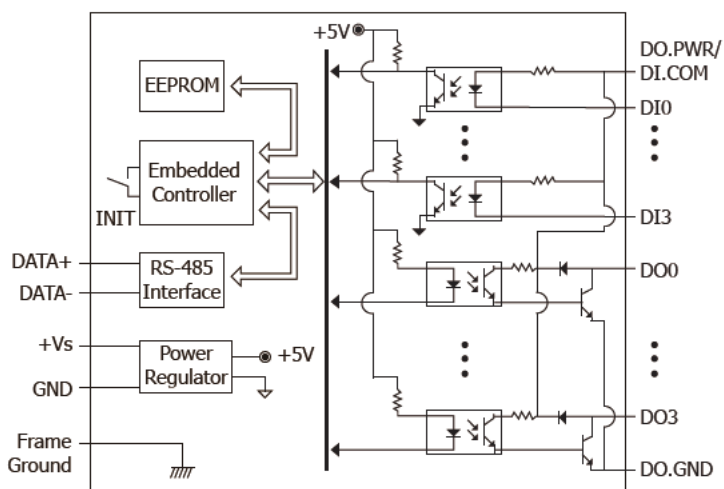 +5V
DO.PWR/
DI.COM
EEPROM
DI0
Embedded
Controller
INIT
DI3
DATA+
RS-485
Interface
DATA-
DO0
+Vs
Power
Regulator
+5V
GND
Frame
Ground
DO3
DO.GND